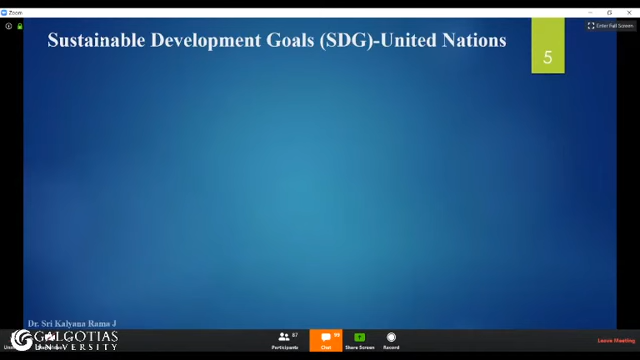 Zoom
Enter Full Screen
Sustainable Development Goals (SDG)-United Nations
5
Dr. Sri Kalyana Rama J
GALGOTIAS
UNIVERSITY
87
Participants
Chat
Share Screen
Record
Leave Meeting